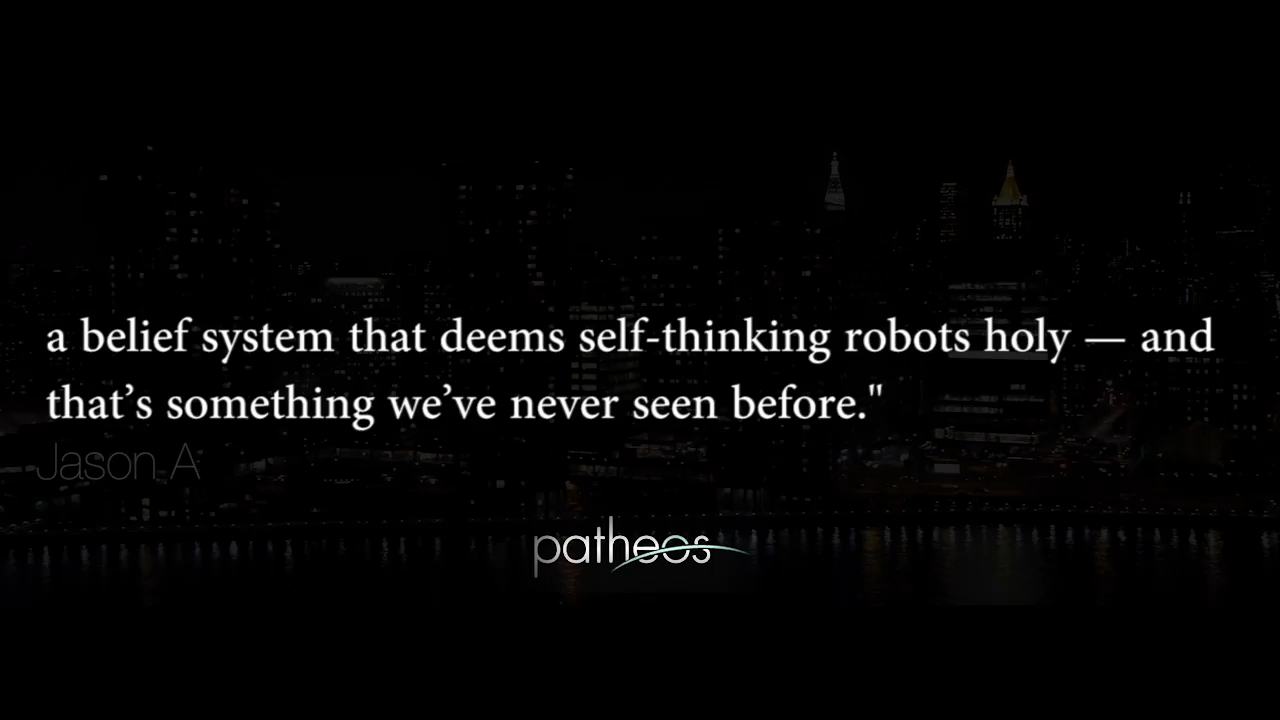 a belief system that deems self-thinking robots holy — and
that’s something we’ve never seen before."
Jason A
patheos